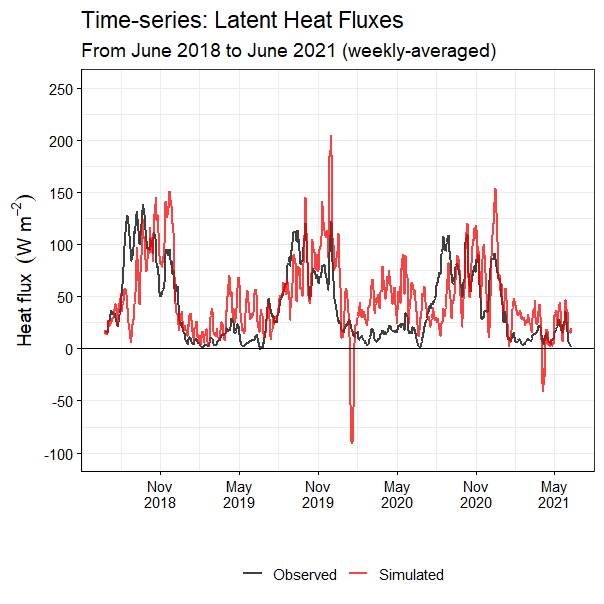 Time-series: Latent Heat Fluxes
From June 2018 to June 2021 (weekly-averaged)
Heat flux (W m⁻²)
250
200
150
100
50
0
-50
-100
Nov 2018
May 2019
Nov 2019
May 2020
Nov 2020
May 2021
Observed
Simulated